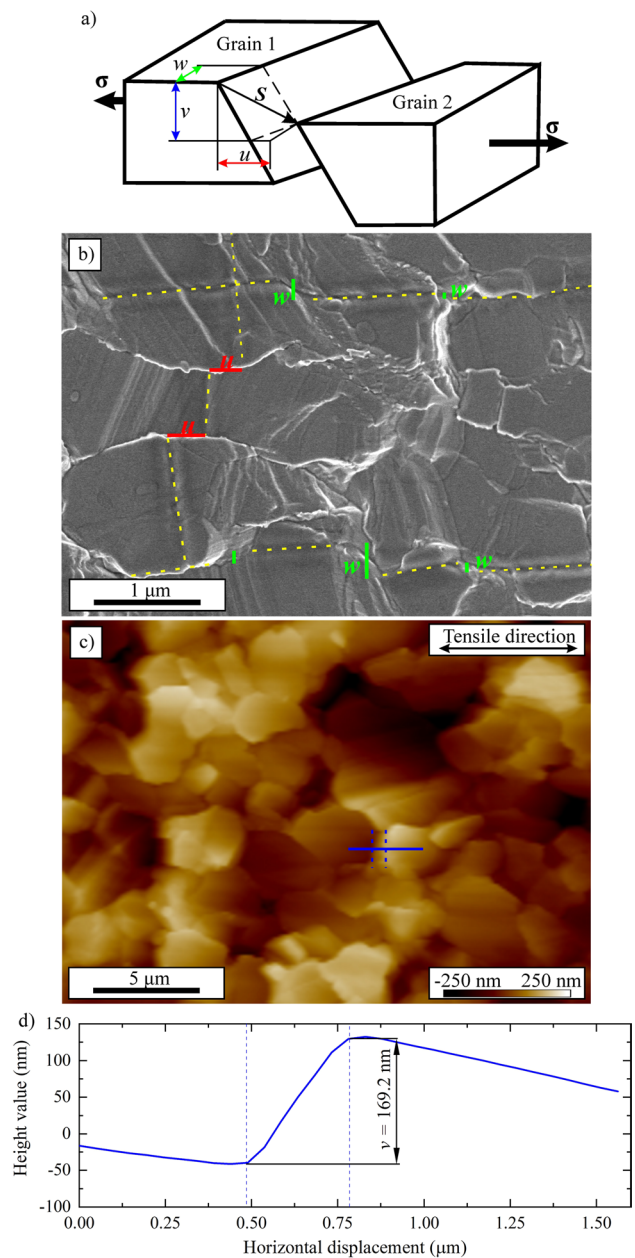 a)
Grain 1
w
σ
S
v
Grain 2
σ
u
b)
w
w
u
u
w
w
1 μm
c)
Tensile direction
5 μm
-250 nm 250 nm
d)
150
100
50
0
-50
-100
Height value (nm)
v = 169.2 nm
0.00 0.25 0.50 0.75 1.00 1.25 1.50
Horizontal displacement (μm)